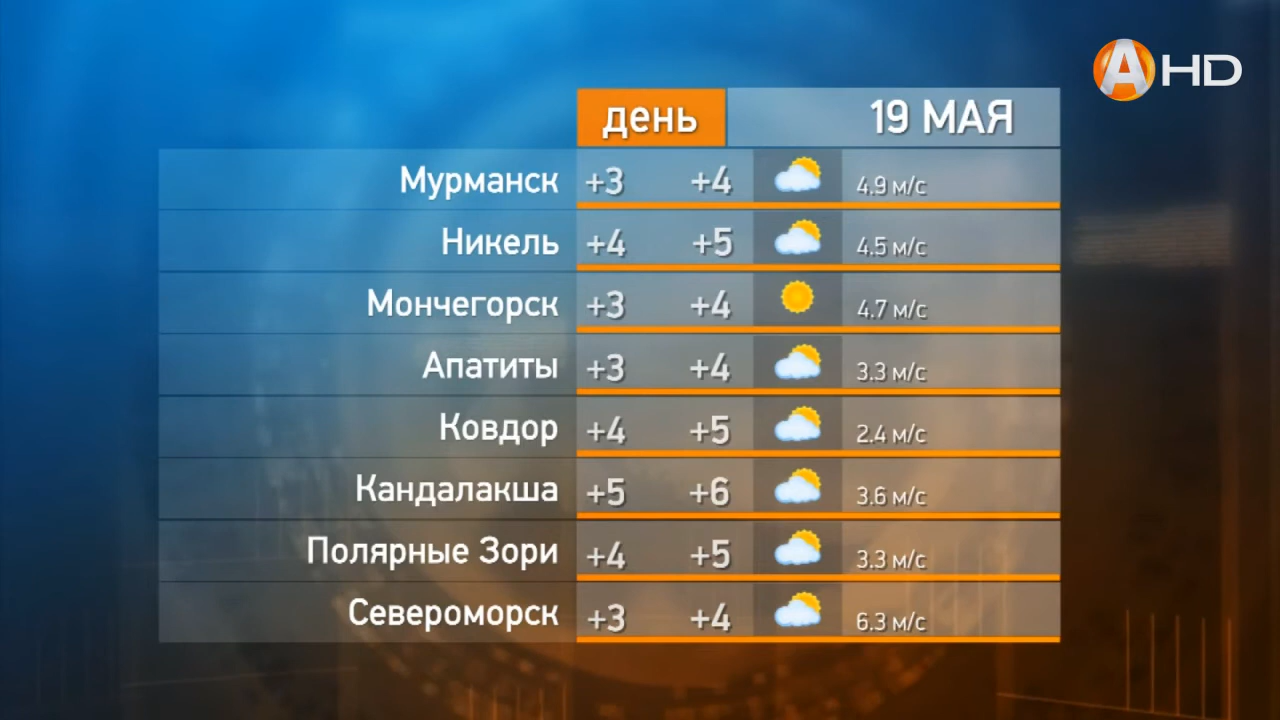 AHD
день 19 МАЯ
Мурманск +3 +4 4.9 м/с
Никель +4 +5 4.5 м/с
Мончегорск +3 +4 4.7 м/с
Апатиты +3 +4 3.3 м/с
Ковдор +4 +5 2.4 м/с
Кандалакша +5 +6 3.6 м/с
Полярные Зори +4 +5 3.3 м/с
Североморск +3 +4 6.3 м/с